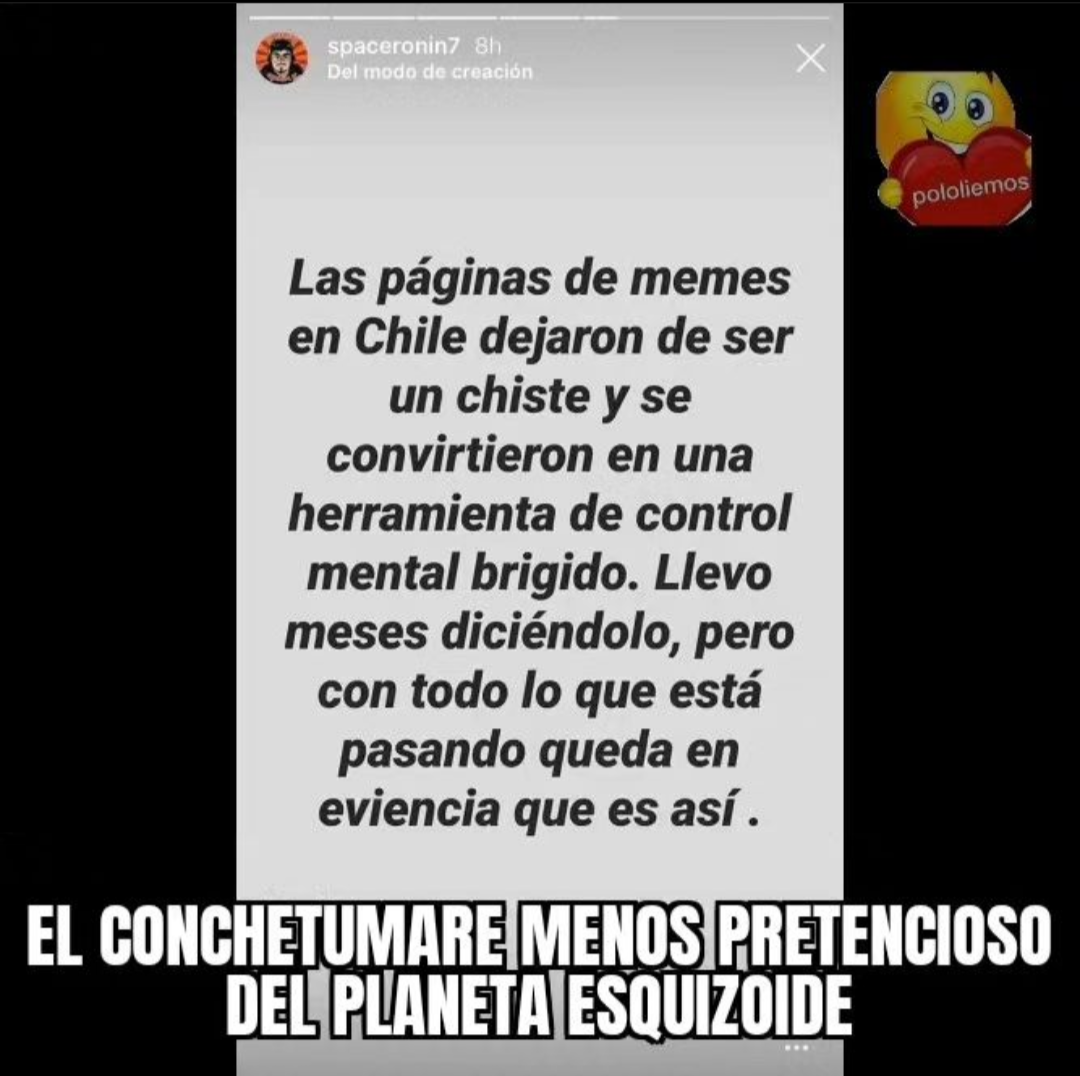 spaceronin7 8h
Del modo de creación
pololiemos
Las páginas de memes
en Chile dejaron de ser
un chiste y se
convirtieron en una
herramienta de control
mental brigido. Llevo
meses diciéndolo, pero
con todo lo que está
pasando queda en
eviencia que es así .
EL CONCHETUMARE MENOS PRETENCIOSO
DEL PLANETA ESQUIZOIDE